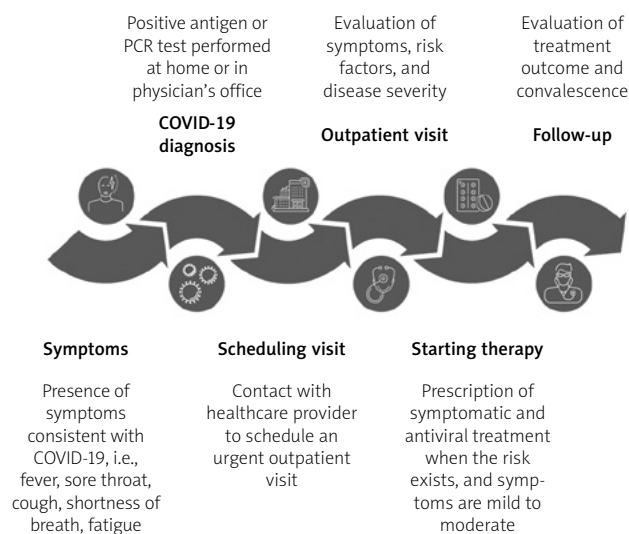 Positive antigen or
PCR test performed
at home or in
physician's office
COVID-19
diagnosis
Evaluation of
symptoms, risk
factors, and
disease severity
Outpatient visit
Evaluation of
treatment
outcome and
convalescence
Follow-up
Symptoms
Presence of
symptoms
consistent with
COVID-19, i.e.,
fever, sore throat,
cough, shortness of
breath, fatigue
Scheduling visit
Contact with
healthcare provider
to schedule an
urgent outpatient
visit
Starting therapy
Prescription of
symptomatic and
antiviral treatment
when the risk
exists, and symp-
toms are mild to
moderate